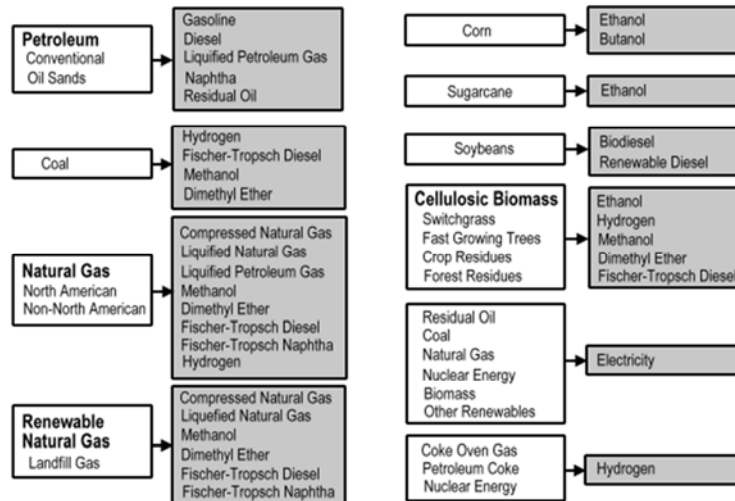 Petroleum
Conventional
Oil Sands
Gasoline
Diesel
Liquified Petroleum Gas
Naphtha
Residual Oil
Coal
Hydrogen
Fischer-Tropsch Diesel
Methanol
Dimethyl Ether
Natural Gas
North American
Non-North American
Compressed Natural Gas
Liquified Natural Gas
Liquified Petroleum Gas
Methanol
Dimethyl Ether
Fischer-Tropsch Diesel
Fischer-Tropsch Naphtha
Hydrogen
Renewable
Natural Gas
Landfill Gas
Compressed Natural Gas
Liquefied Natural Gas
Methanol
Dimethyl Ether
Fischer-Tropsch Diesel
Fischer-Tropsch Naphtha
Corn
Ethanol
Butanol
Sugarcane
Ethanol
Soybeans
Biodiesel
Renewable Diesel
Cellulosic Biomass
Switchgrass
Fast Growing Trees
Crop Residues
Forest Residues
Ethanol
Hydrogen
Methanol
Dimethyl Ether
Fischer-Tropsch Diesel
Residual Oil
Coal
Natural Gas
Nuclear Energy
Biomass
Other Renewables
Electricity
Coke Oven Gas
Petroleum Coke
Nuclear Energy
Hydrogen